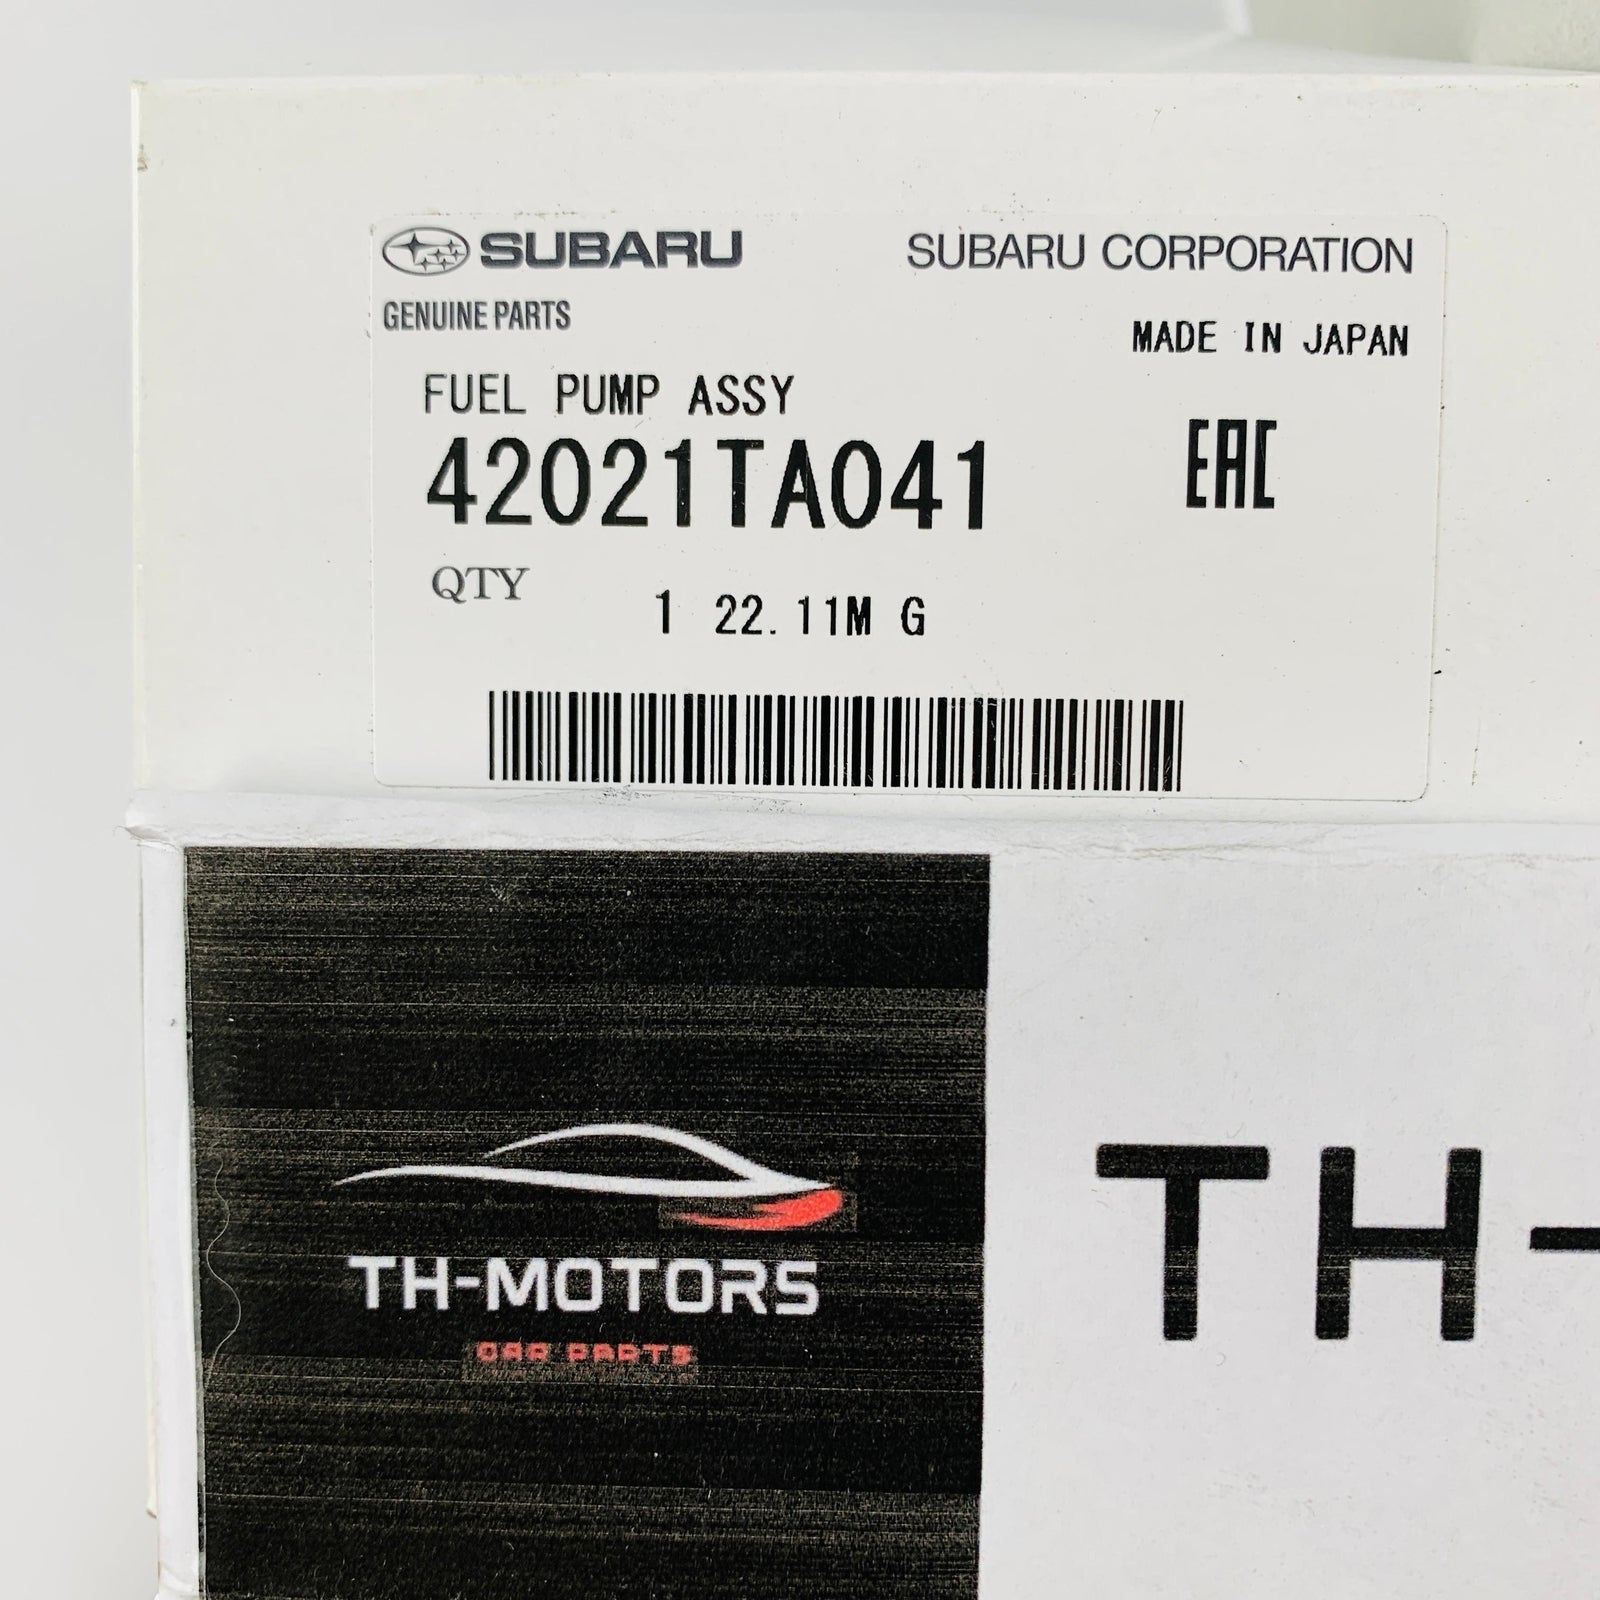 SUBARU
SUBARU CORPORATION
GENUINE PARTS
MADE IN JAPAN
FUEL PUMP ASSY
42021TA041
EAC
QTY
1 22.11M G
TH-MOTORS
CAR PARTS
TH-